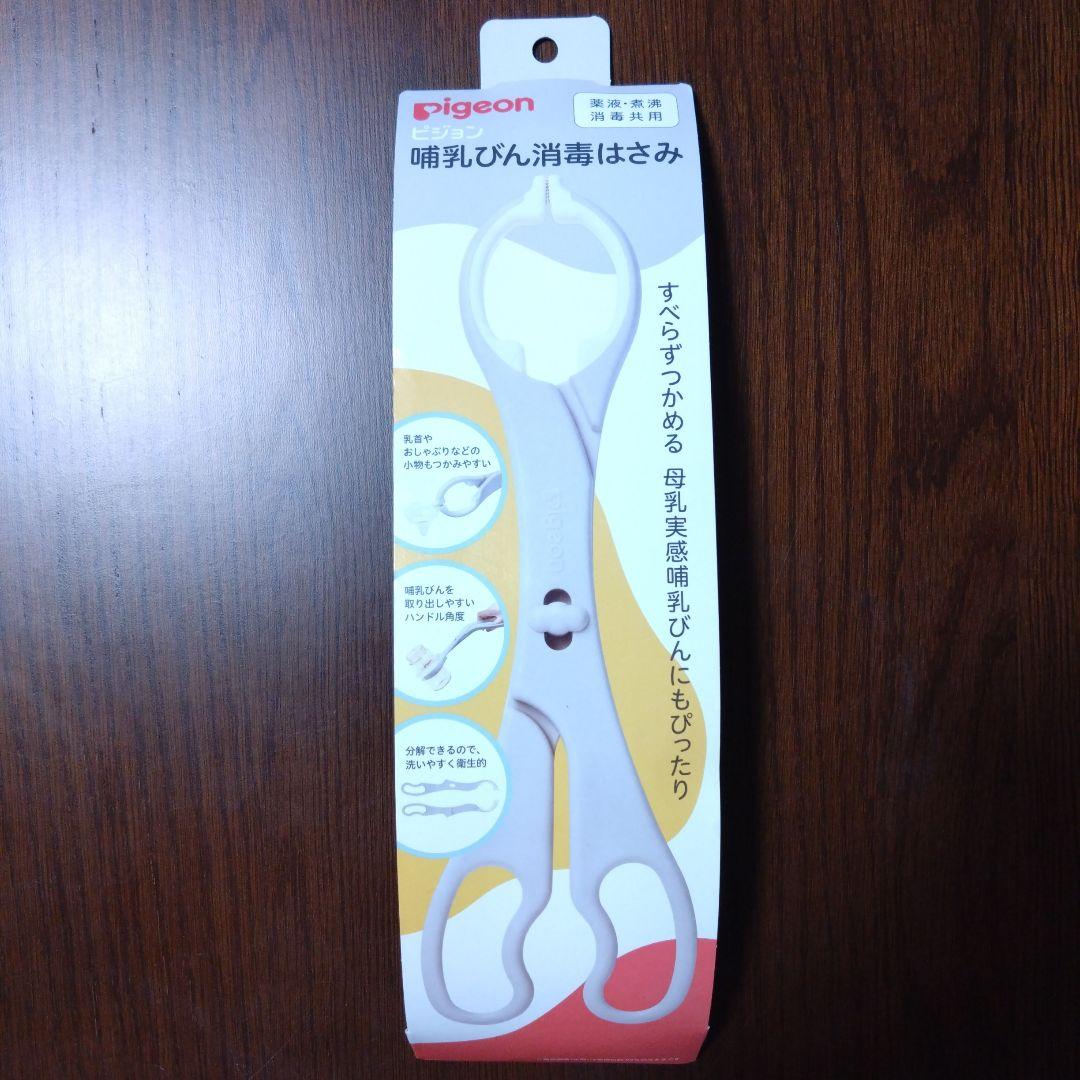 Pigeon
薬液・煮沸
消毒共用
ピジョン
哺乳びん消毒はさみ
すべらずつかめる 母乳実感哺乳びんにもぴったり
乳首や
おしゃぶりなどの
小物もつかみやすい
Pigeon
哺乳びんを
取り出しやすい
ハンドル角度
分解できるので、
洗いやすく衛生的